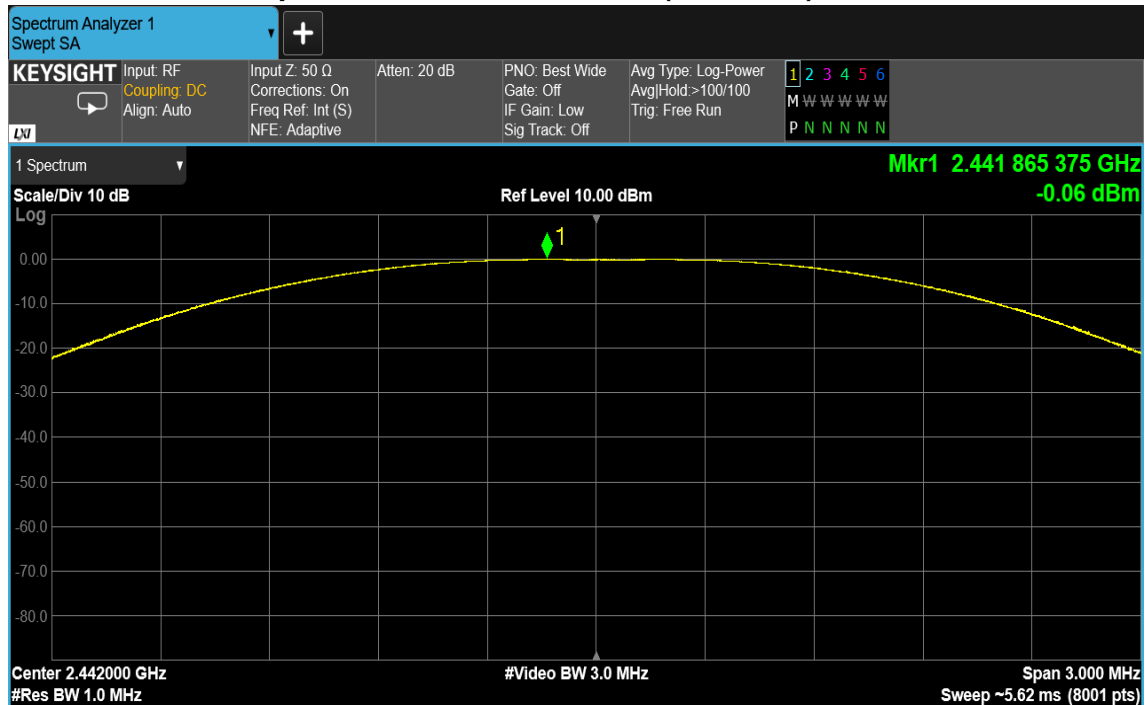 Spectrum Analyzer 1
Swept SA
+
KEYSIGHT
LXI
Input: RF
Coupling: DC
Align: Auto
Input Z: 50 Ω
Corrections: On
Freq Ref: Int (S)
NFE: Adaptive
Atten: 20 dB
PNO: Best Wide
Gate: Off
IF Gain: Low
Sig Track: Off
Avg Type: Log-Power
Avg|Hold:>100/100
Trig: Free Run
1 2 3 4 5 6
M W W W W W
P N N N N N
1 Spectrum
Mkr1 2.441 865 375 GHz
Scale/Div 10 dB
Ref Level 10.00 dBm
-0.06 dBm
Log
1
0.00
-10.0
-20.0
-30.0
-40.0
-50.0
-60.0
-70.0
-80.0
Center 2.442000 GHz
#Video BW 3.0 MHz
Span 3.000 MHz
#Res BW 1.0 MHz
Sweep ~5.62 ms (8001 pts)